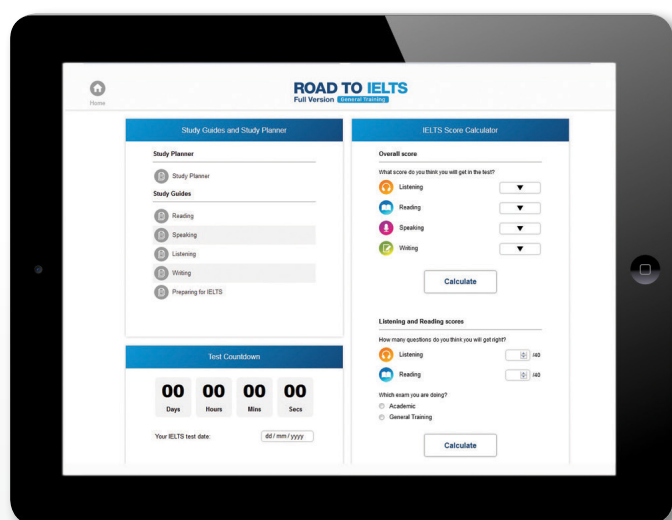 Home
ROAD TO IELTS
Full Version General Training
Study Guides and Study Planner
Study Planner
Study Planner
Study Guides
Reading
Speaking
Listening
Writing
Preparing for IELTS
Test Countdown
00 00 00 00
Days Hours Mins Secs
Your IELTS test date: dd / mm / yyyy
IELTS Score Calculator
Overall score
What score do you think you will get in the test?
Listening
Reading
Speaking
Writing
Calculate
Listening and Reading scores
How many questions do you think you will get right?
Listening /40
Reading /40
Which exam you are doing?
Academic
General Training
Calculate